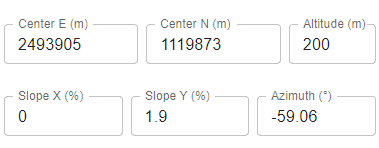 Center E (m) Center N (m) Altitude (m)
2493905 1119873 200
Slope X (%) Slope Y (%) Azimuth (°)
0 1.9 -59.06